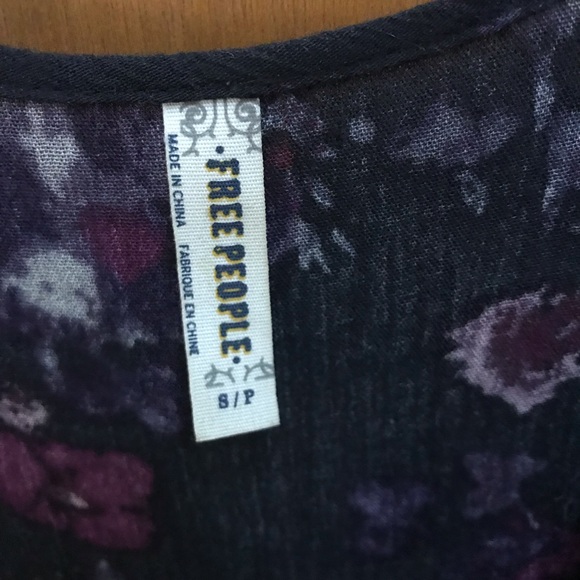 ·FREE PEOPLE·
MADE IN CHINA FABRIQUE EN CHINE
S/P